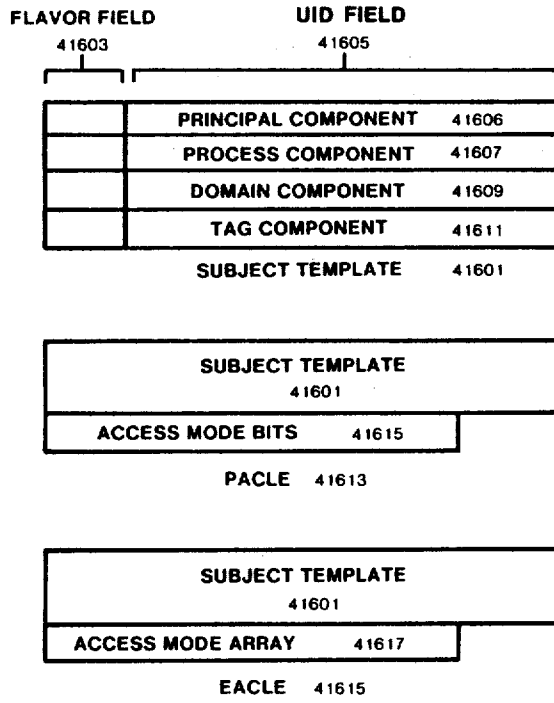 FLAVOR FIELD UID FIELD
41603 41605
PRINCIPAL COMPONENT 41606
PROCESS COMPONENT 41607
DOMAIN COMPONENT 41609
TAG COMPONENT 41611
SUBJECT TEMPLATE 41601
SUBJECT TEMPLATE
41601
ACCESS MODE BITS 41615
PACLE 41613
SUBJECT TEMPLATE
41601
ACCESS MODE ARRAY 41617
EACLE 41615